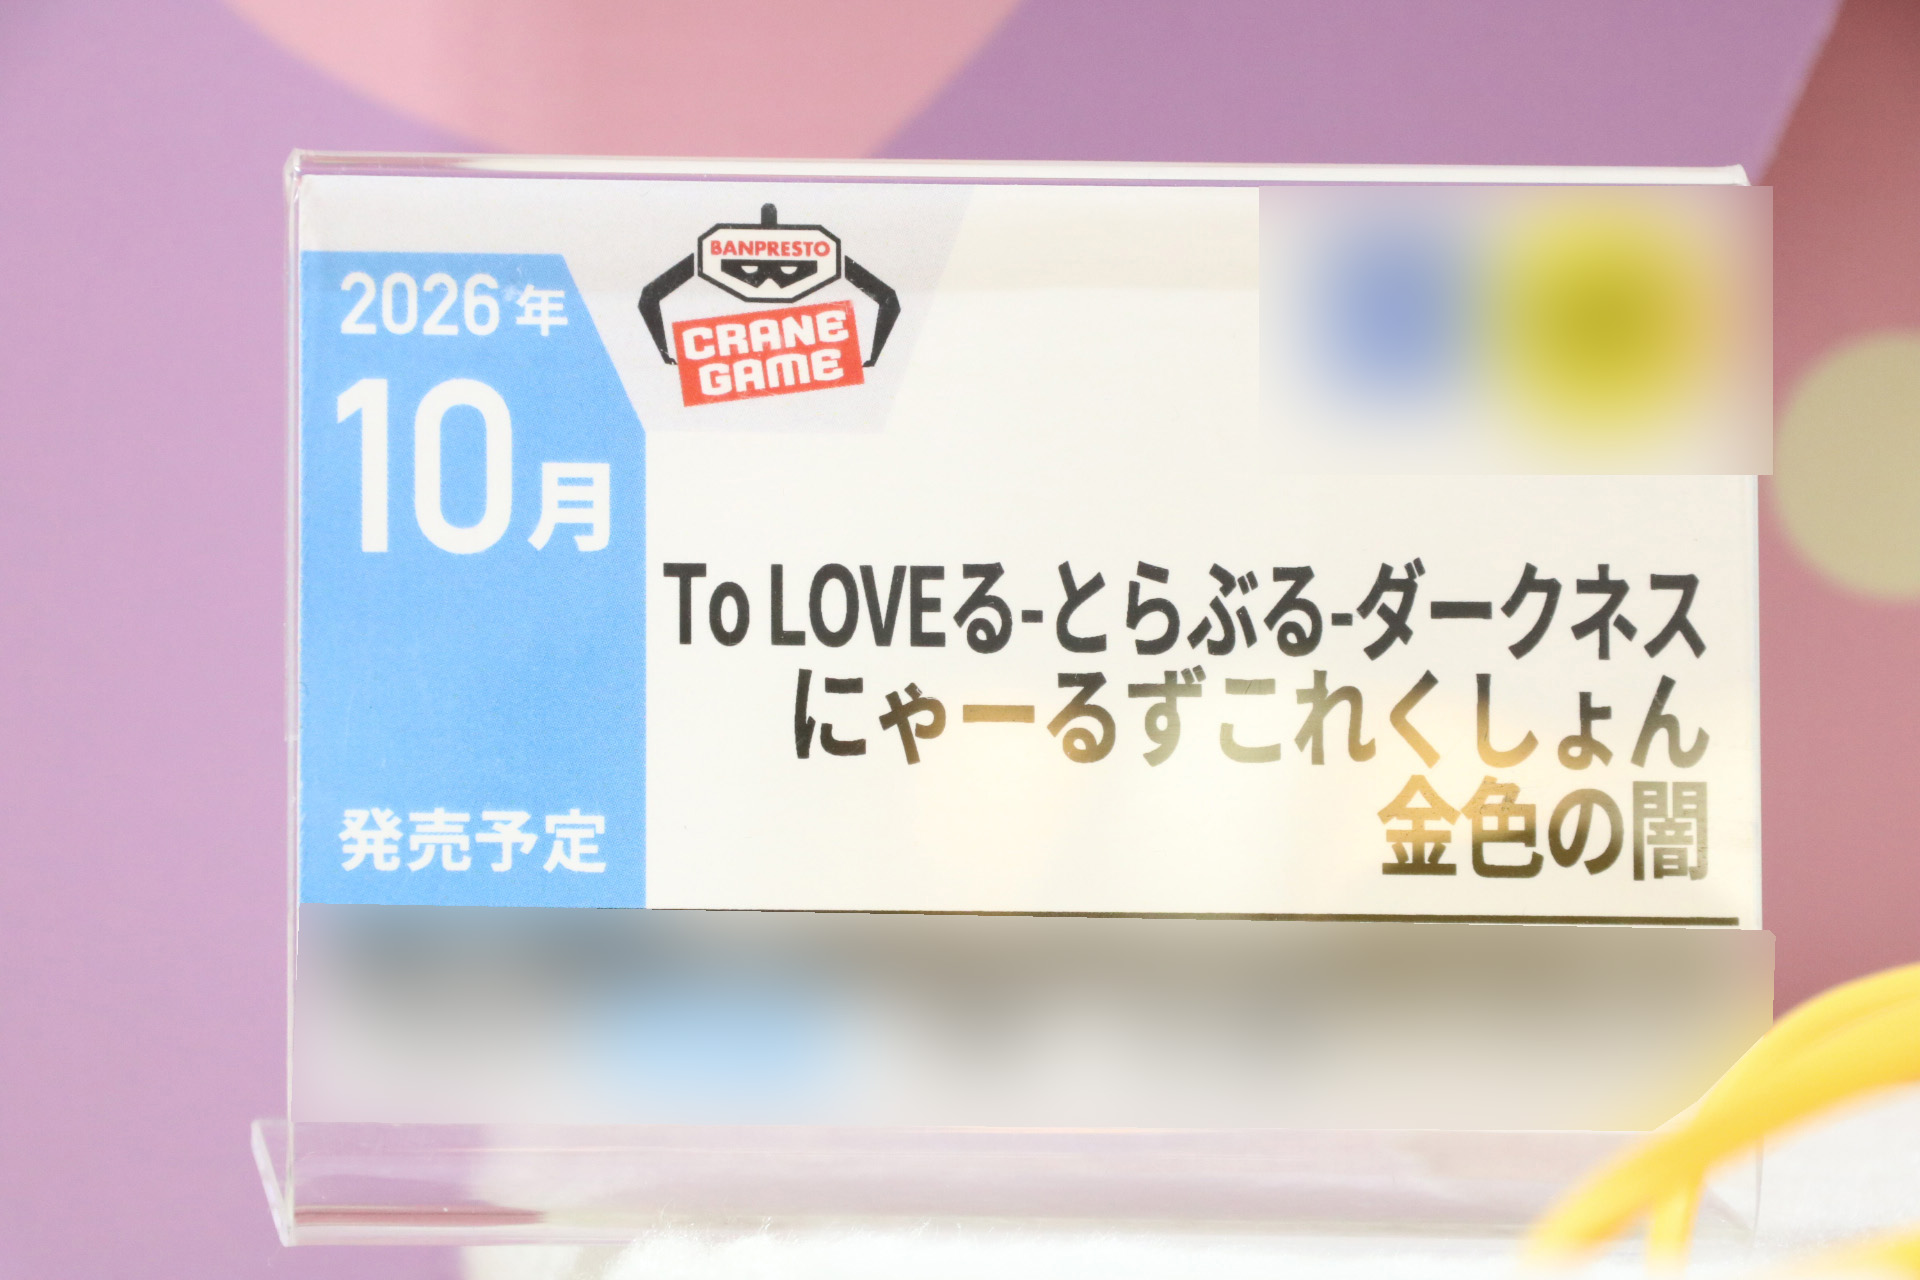 2026年
10月
発売予定
BANPRESTO
CRANE
GAME
To LOVEる-とらぶる-ダークネス
にゃーるずこれくしょん
金色の闇